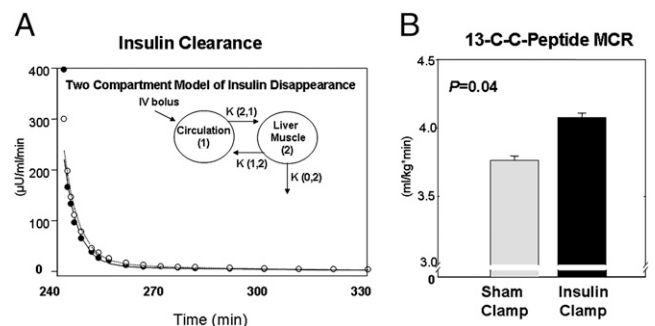 A
Insulin Clearance
400
300
200
100
0
(µU/ml/min)
Two Compartment Model of Insulin Disappearance
IV bolus
K (2,1)
Circulation
(1)
Liver
Muscle
(2)
K (1,2)
K (0,2)
240
270
300
330
Time (min)
B
13-C-C-Peptide MCR
4.5
4.0
3.5
3.0
0
(ml/kg*min)
P=0.04
Sham
Clamp
Insulin
Clamp